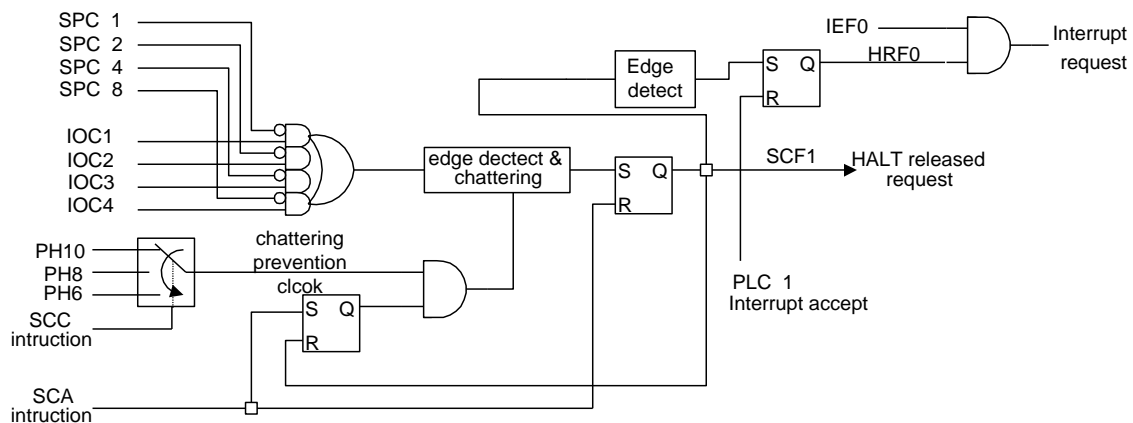 SPC 1
SPC 2
SPC 4
SPC 8
IOC1
IOC2
IOC3
IOC4
PH10
PH8
PH6
SCC
intruction
SCA
intruction
chattering
prevention
clcok
S Q
R
edge dectect &
chattering
S Q
R
Edge
detect
S Q
R
IEF0
HRF0
Interrupt
request
SCF1
HALT released
request
PLC 1
Interrupt accept